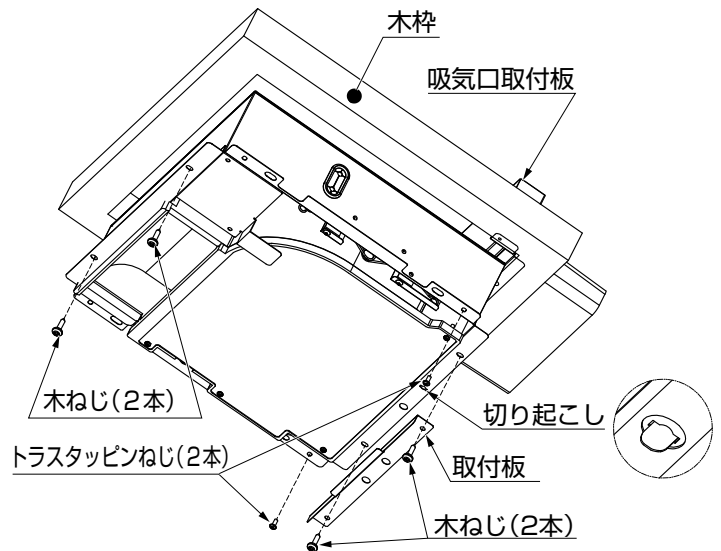 木枠
吸気口取付板
木ねじ(2本)
切り起こし
トラスタッピンねじ(2本)
取付板
木ねじ(2本)